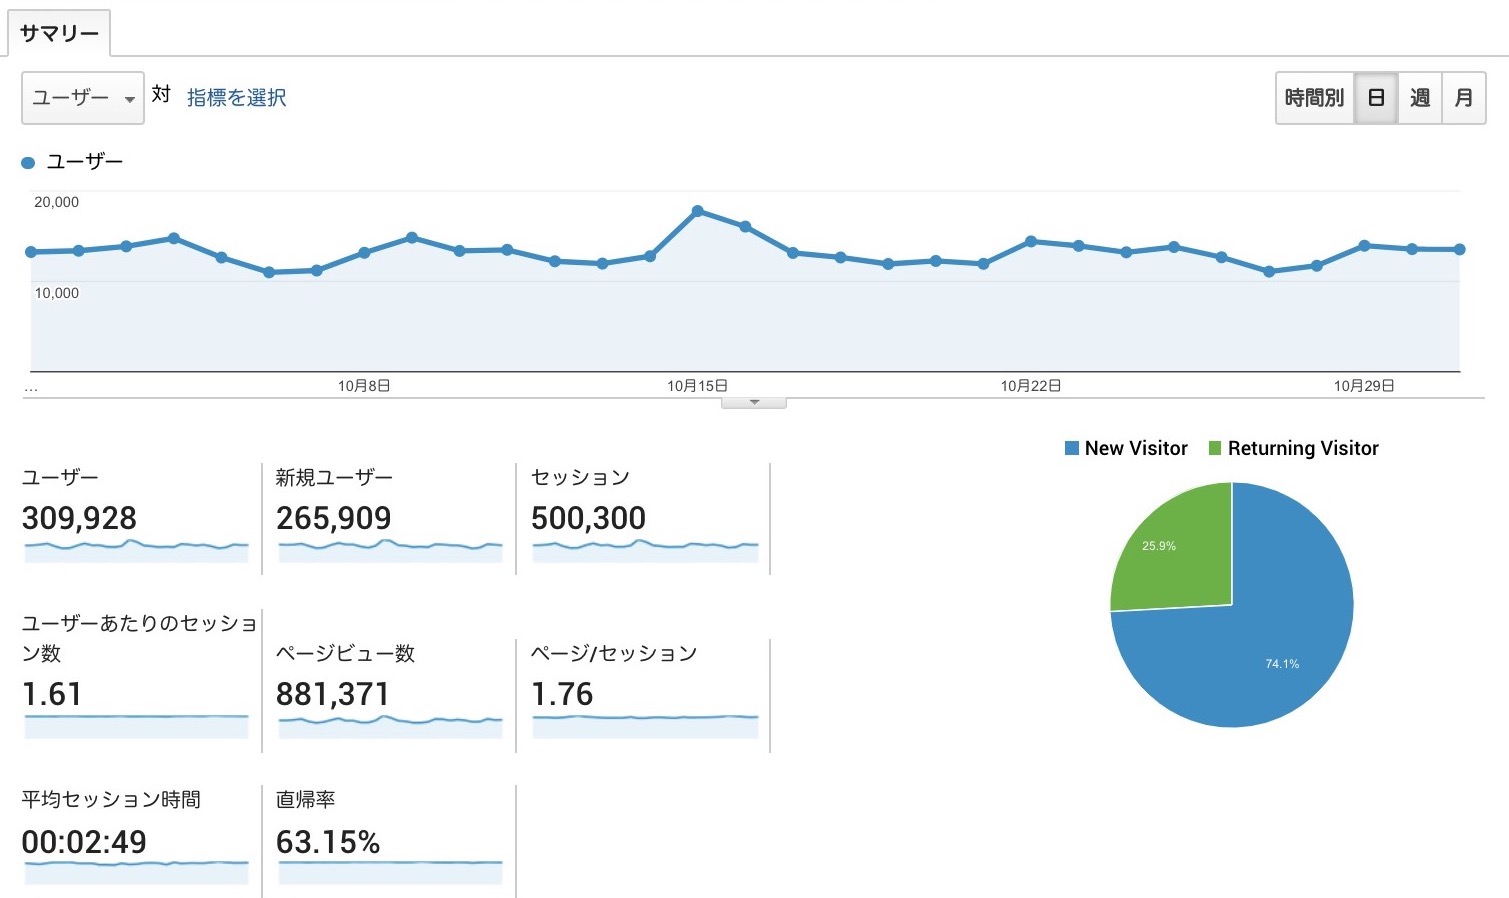 サマリー
ユーザー 対 指標を選択 時間別 日 週 月
ユーザー
20,000
10,000
... 10月8日 10月15日 10月22日 10月29日
New Visitor Returning Visitor
25.9%
74.1%
ユーザー 新規ユーザー セッション
309,928 265,909 500,300
ユーザーあたりのセッショ
ン数 ページビュー数 ページ/セッション
1.61 881,371 1.76
平均セッション時間 直帰率
00:02:49 63.15%